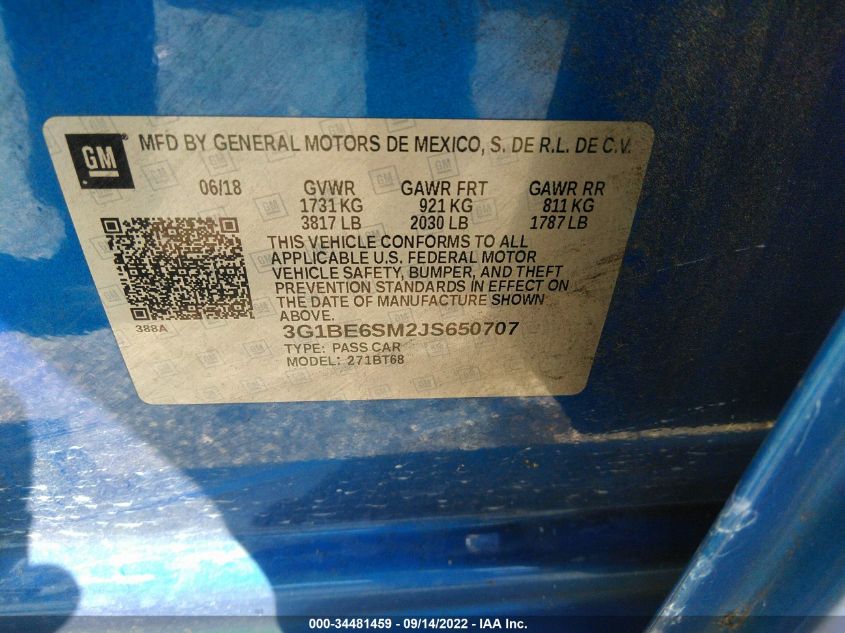 GM
MFD BY GENERAL MOTORS DE MEXICO, S. DE R.L. DE C.V.
06/18 GVWR GAWR FRT GAWR RR
1731 KG 921 KG 811 KG
3817 LB 2030 LB 1787 LB
THIS VEHICLE CONFORMS TO ALL
APPLICABLE U.S. FEDERAL MOTOR
VEHICLE SAFETY, BUMPER, AND THEFT
PREVENTION STANDARDS IN EFFECT ON
THE DATE OF MANUFACTURE SHOWN
ABOVE.
388A
3G1BE6SM2JS650707
TYPE: PASS CAR
MODEL: 271BT68
000-34481459 - 09/14/2022 - IAA Inc.